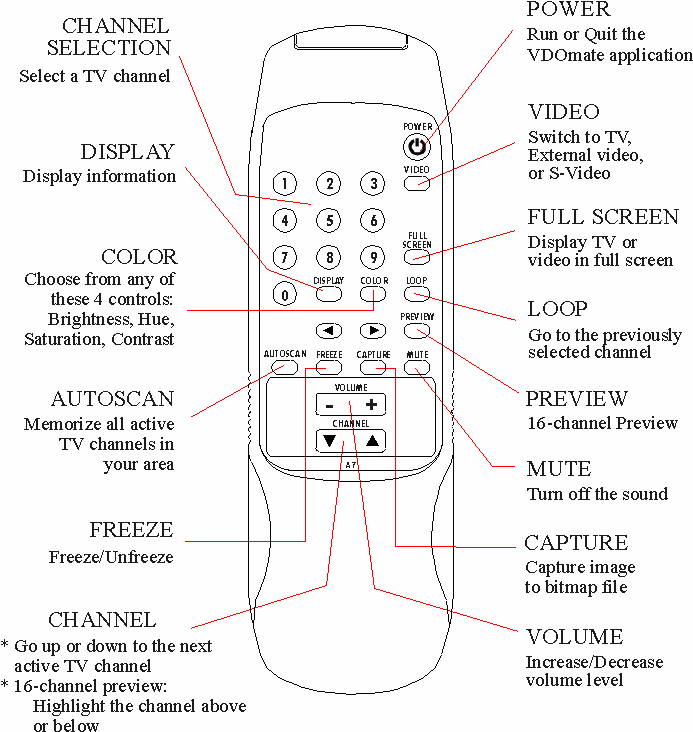 CHANNEL
SELECTION
Select a TV channel
DISPLAY
Display information
COLOR
Choose from any of
these 4 controls:
Brightness, Hue,
Saturation, Contrast
AUTOSCAN
Memorize all active
TV channels in
your area
FREEZE
Freeze/Unfreeze
CHANNEL
* Go up or down to the next
active TV channel
* 16-channel preview:
Highlight the channel above
or below
POWER
VIDEO
1 2 3
4 5 6
FULL
SCREEN
7 8 9
DISPLAY COLOR LOOP
0
PREVIEW
AUTOSCAN FREEZE CAPTURE MUTE
VOLUME
- +
CHANNEL
A7
POWER
Run or Quit the
VDOmate application
VIDEO
Switch to TV,
External video,
or S-Video
FULL SCREEN
Display TV or
video in full screen
LOOP
Go to the previously
selected channel
PREVIEW
16-channel Preview
MUTE
Turn off the sound
CAPTURE
Capture image
to bitmap file
VOLUME
Increase/Decrease
volume level